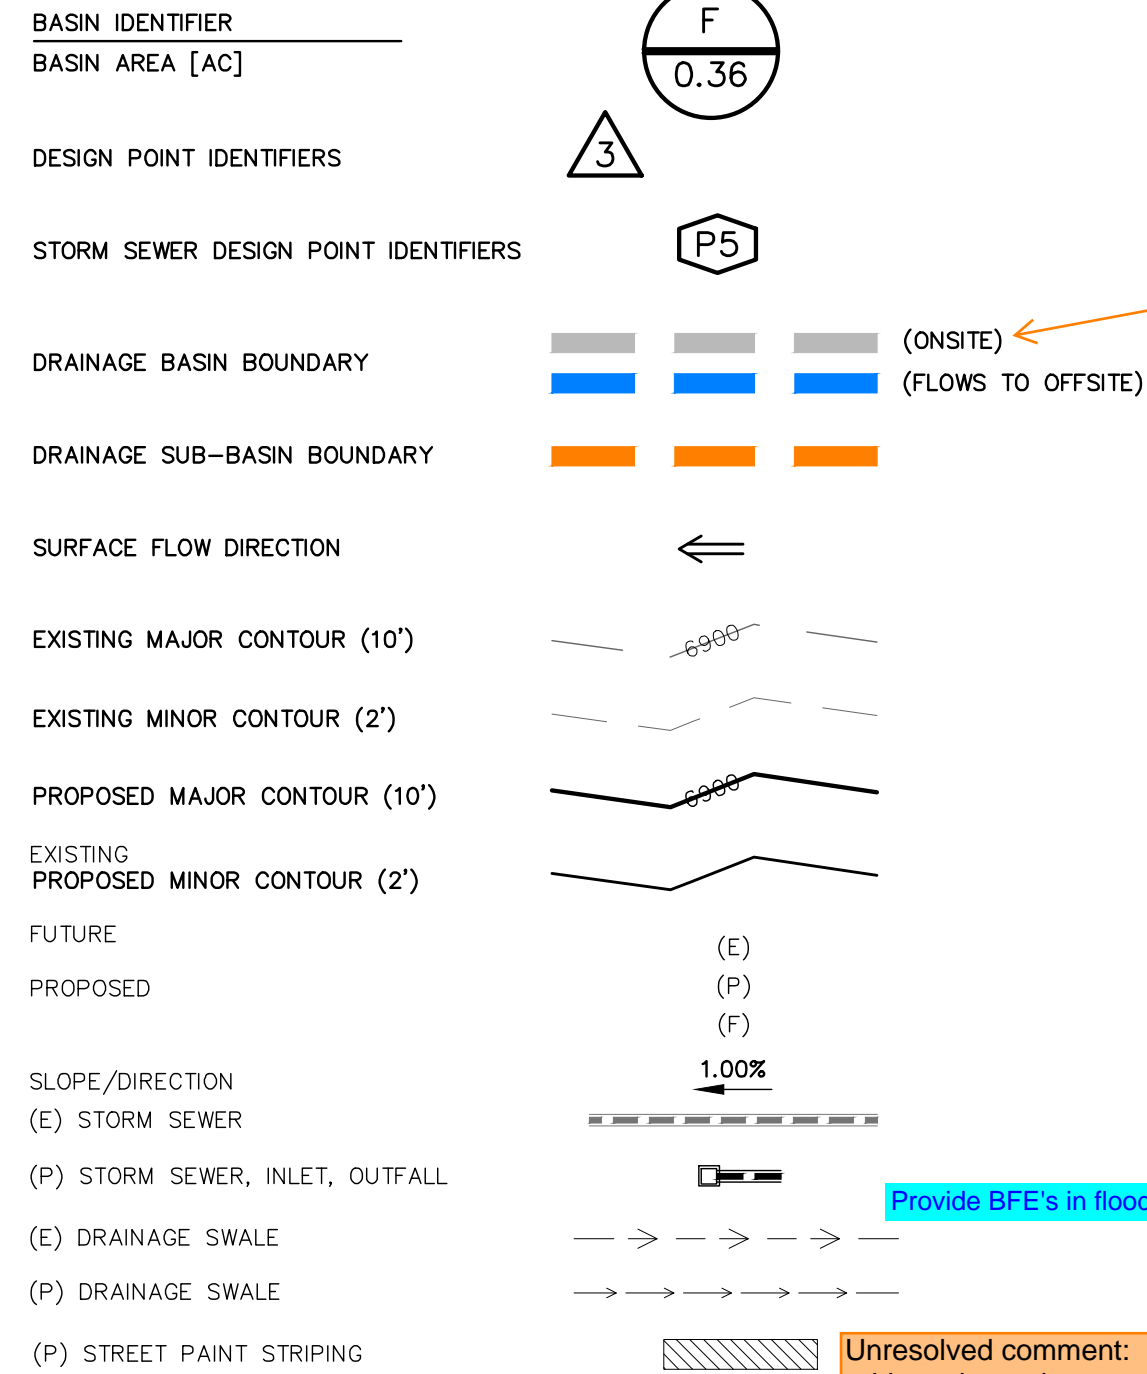 BASIN IDENTIFIER
BASIN AREA [AC]
F
0.36
DESIGN POINT IDENTIFIERS
3
STORM SEWER DESIGN POINT IDENTIFIERS
P5
DRAINAGE BASIN BOUNDARY
(ONSITE)
(FLOWS TO OFFSITE)
DRAINAGE SUB-BASIN BOUNDARY
SURFACE FLOW DIRECTION
EXISTING MAJOR CONTOUR (10')
6900
EXISTING MINOR CONTOUR (2')
PROPOSED MAJOR CONTOUR (10')
6900
EXISTING
PROPOSED MINOR CONTOUR (2')
FUTURE
(E)
PROPOSED
(P)
(F)
SLOPE/DIRECTION
1.00%
(E) STORM SEWER
(P) STORM SEWER, INLET, OUTFALL
Provide BFE's in flood
(E) DRAINAGE SWALE
(P) DRAINAGE SWALE
(P) STREET PAINT STRIPING
Unresolved comment: